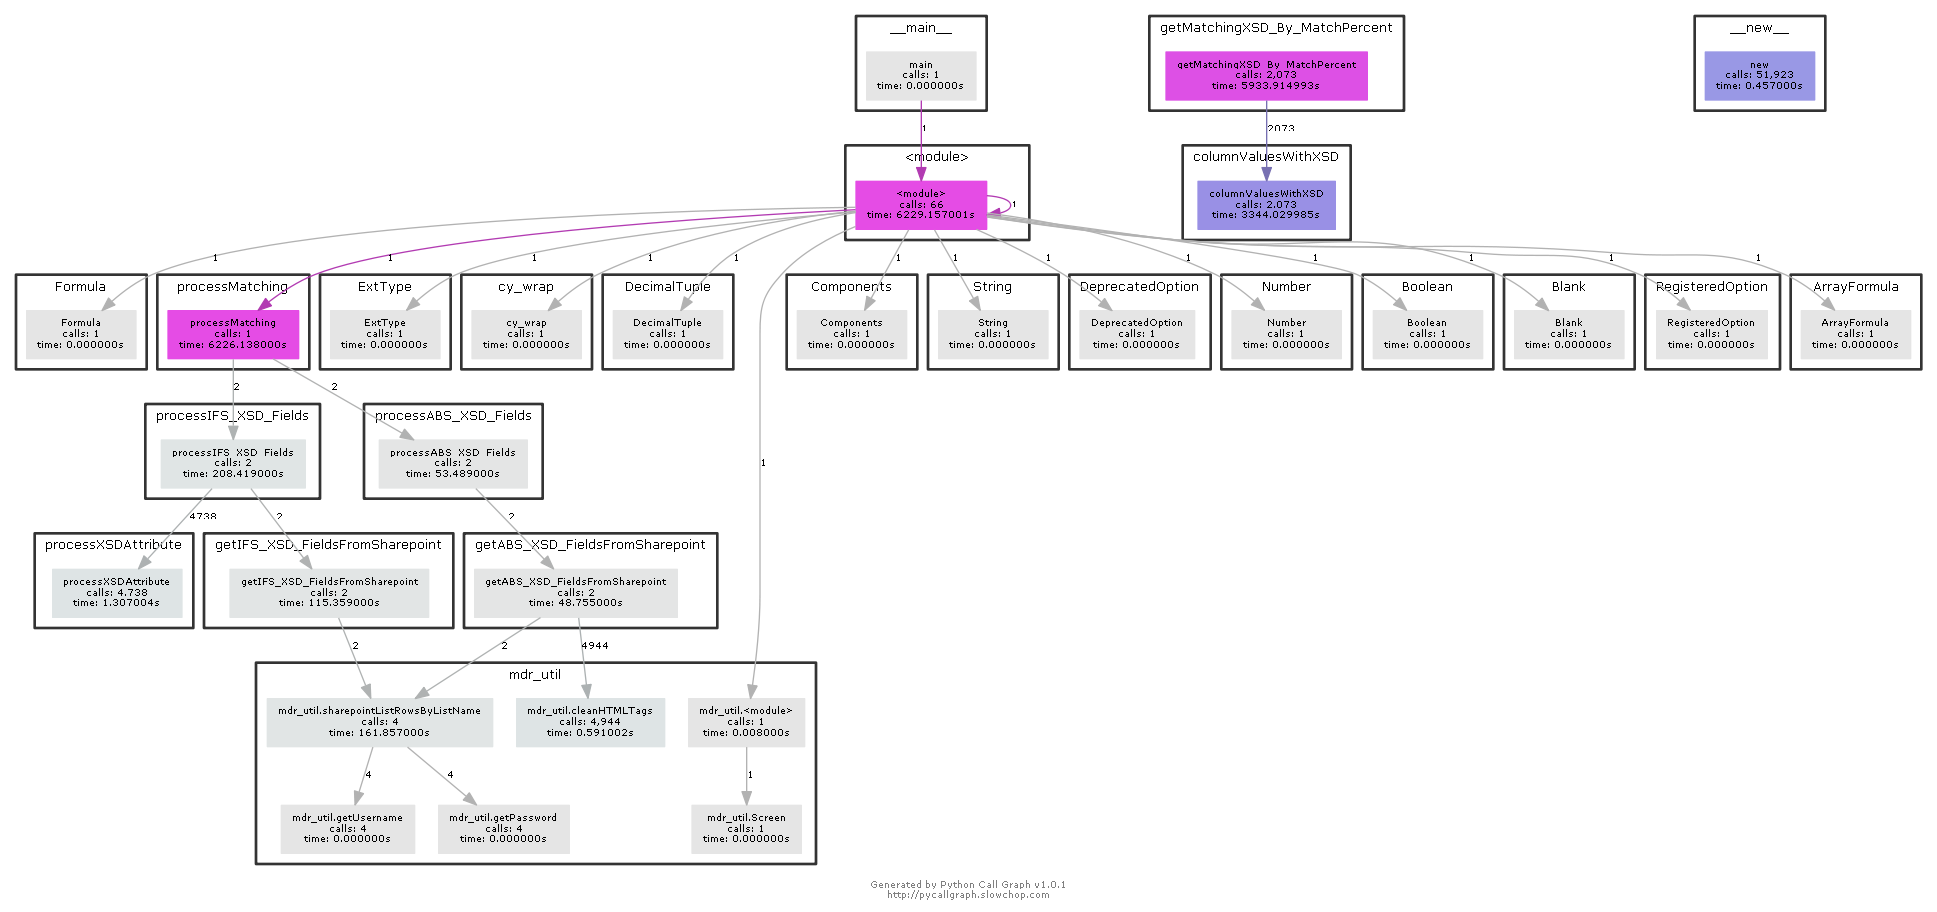 __main__
main
calls: 1
time: 0.000000s
getMatchingXSD_By_MatchPercent
getMatchingXSD_By_MatchPercent
calls: 2,073
time: 5933.914993s
__new__
new
calls: 51,923
time: 0.457000s
1
2073
<module>
<module>
calls: 66
time: 6229.157001s
1
columnValuesWithXSD
columnValuesWithXSD
calls: 2,073
time: 3344.029985s
1
1
1
1
1
1
1
1
1
1
1
1
1
Formula
Formula
calls: 1
time: 0.000000s
processMatching
processMatching
calls: 1
time: 6226.138000s
ExtType
ExtType
calls: 1
time: 0.000000s
cy_wrap
cy_wrap
calls: 1
time: 0.000000s
DecimalTuple
DecimalTuple
calls: 1
time: 0.000000s
Components
Components
calls: 1
time: 0.000000s
String
String
calls: 1
time: 0.000000s
DeprecatedOption
DeprecatedOption
calls: 1
time: 0.000000s
Number
Number
calls: 1
time: 0.000000s
Boolean
Boolean
calls: 1
time: 0.000000s
Blank
Blank
calls: 1
time: 0.000000s
RegisteredOption
RegisteredOption
calls: 1
time: 0.000000s
ArrayFormula
ArrayFormula
calls: 1
time: 0.000000s
2
2
processIFS_XSD_Fields
processIFS_XSD_Fields
calls: 2
time: 208.419000s
processABS_XSD_Fields
processABS_XSD_Fields
calls: 2
time: 53.489000s
1
4738
2
2
processXSDAttribute
processXSDAttribute
calls: 4,738
time: 1.307004s
getIFS_XSD_FieldsFromSharepoint
getIFS_XSD_FieldsFromSharepoint
calls: 2
time: 115.359000s
getABS_XSD_FieldsFromSharepoint
getABS_XSD_FieldsFromSharepoint
calls: 2
time: 48.755000s
2
2
4944
mdr_util
mdr_util.sharepointListRowsByListName
calls: 4
time: 161.857000s
mdr_util.cleanHTMLTags
calls: 4,944
time: 0.591002s
mdr_util.<module>
calls: 1
time: 0.008000s
4
4
1
mdr_util.getUsername
calls: 4
time: 0.000000s
mdr_util.getPassword
calls: 4
time: 0.000000s
mdr_util.Screen
calls: 1
time: 0.000000s
Generated by Python Call Graph v1.0.1
http://pycallgraph.slowchop.com